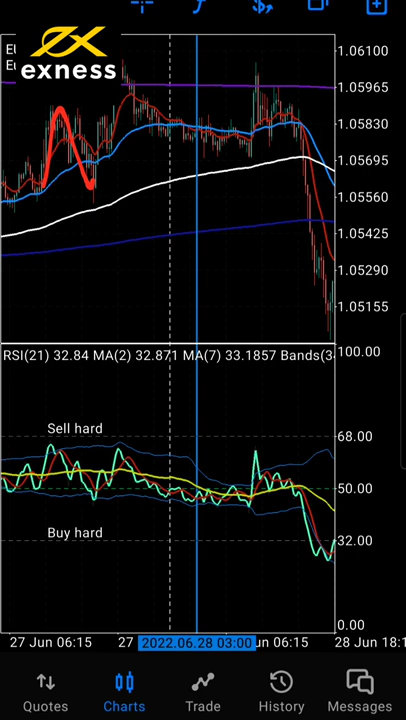 EU
Eu
exness
1.06100
1.05965
1.05830
1.05695
1.05560
1.05425
1.05290
1.05155
RSI(21) 32.84 MA(2) 32.871 MA(7) 33.1857 Bands(34
100.00
Sell hard
68.00
50.00
Buy hard
32.00
0.00
27 Jun 06:15
27
2022.06.28 03:00
un 06:15
28 Jun 18:1
Quotes
Charts
Trade
History
Messages